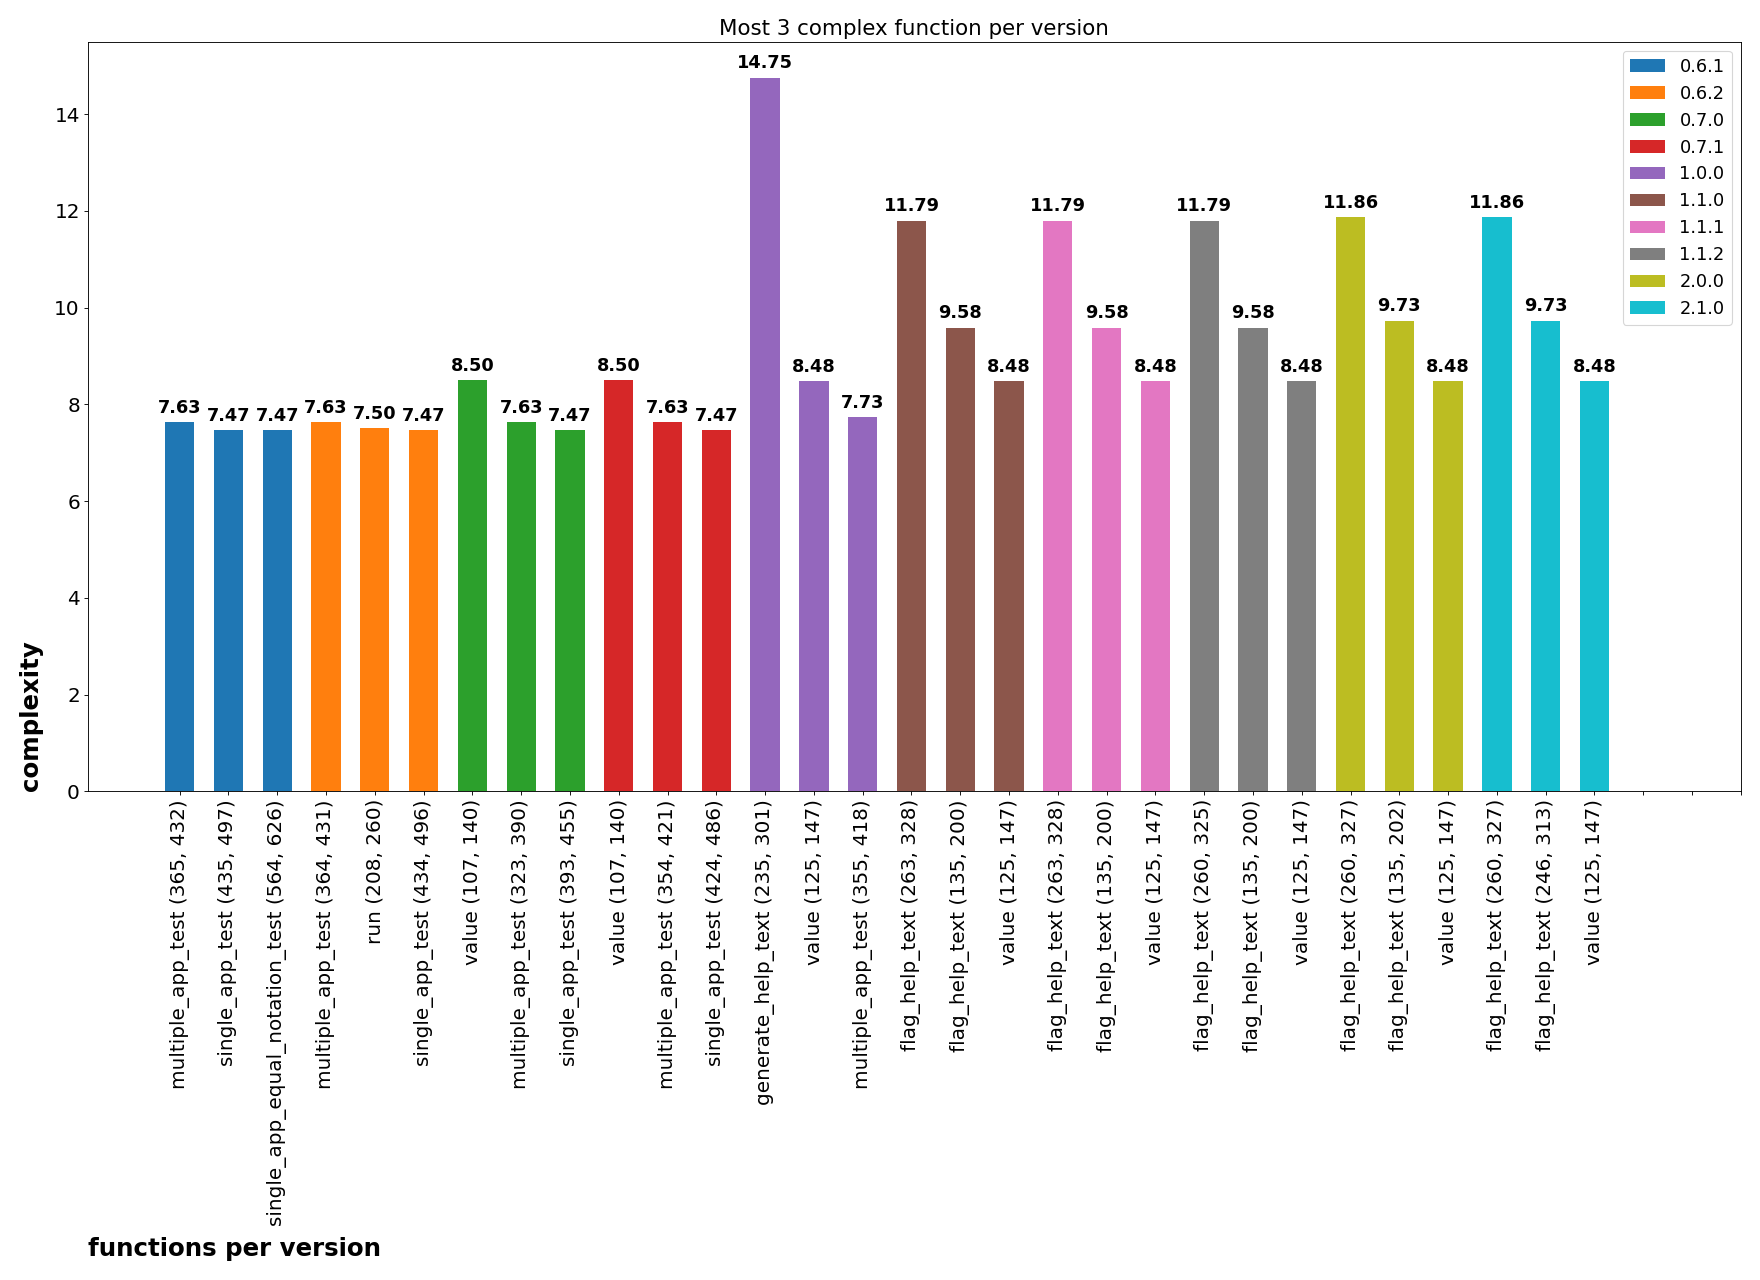 Most 3 complex function per version
14.75
11.79
11.79
11.79
11.86
11.86
9.58
9.58
9.58
9.73
9.73
8.50
8.50
8.48
8.48
8.48
8.48
8.48
8.48
7.63
7.47
7.47
7.63
7.50
7.47
7.63
7.47
7.63
7.47
7.73
0.6.1
0.6.2
0.7.0
0.7.1
1.0.0
1.1.0
1.1.1
1.1.2
2.0.0
2.1.0
14
12
10
8
6
4
2
0
complexity
multiple_app_test (365, 432)
single_app_test (435, 497)
single_app_equal_notation_test (564, 626)
multiple_app_test (364, 431)
run (208, 260)
single_app_test (434, 496)
value (107, 140)
multiple_app_test (323, 390)
single_app_test (393, 455)
value (107, 140)
multiple_app_test (354, 421)
single_app_test (424, 486)
generate_help_text (235, 301)
value (125, 147)
multiple_app_test (355, 418)
flag_help_text (263, 328)
flag_help_text (135, 200)
value (125, 147)
flag_help_text (263, 328)
flag_help_text (135, 200)
value (125, 147)
flag_help_text (260, 325)
flag_help_text (135, 200)
value (125, 147)
flag_help_text (260, 327)
flag_help_text (135, 202)
value (125, 147)
flag_help_text (260, 327)
flag_help_text (246, 313)
value (125, 147)
functions per version